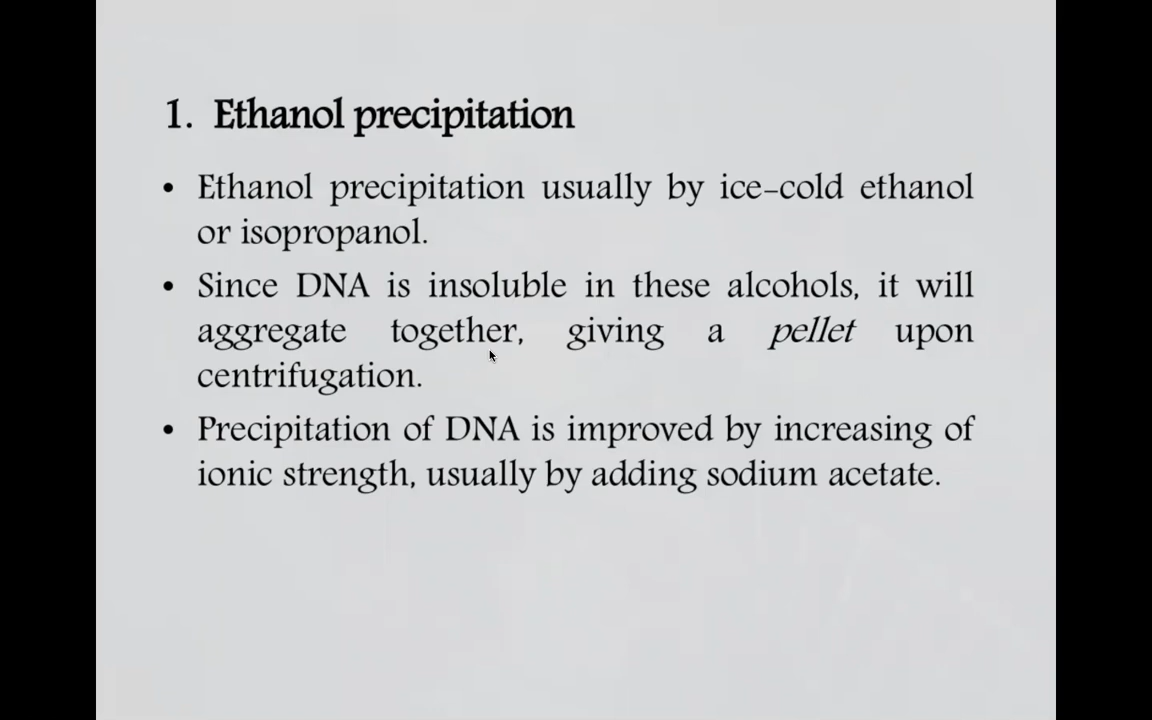 1. Ethanol precipitation
• Ethanol precipitation usually by ice-cold ethanol
or isopropanol.
• Since DNA is insoluble in these alcohols, it will
aggregate together, giving a pellet upon
centrifugation.
• Precipitation of DNA is improved by increasing of
ionic strength, usually by adding sodium acetate.